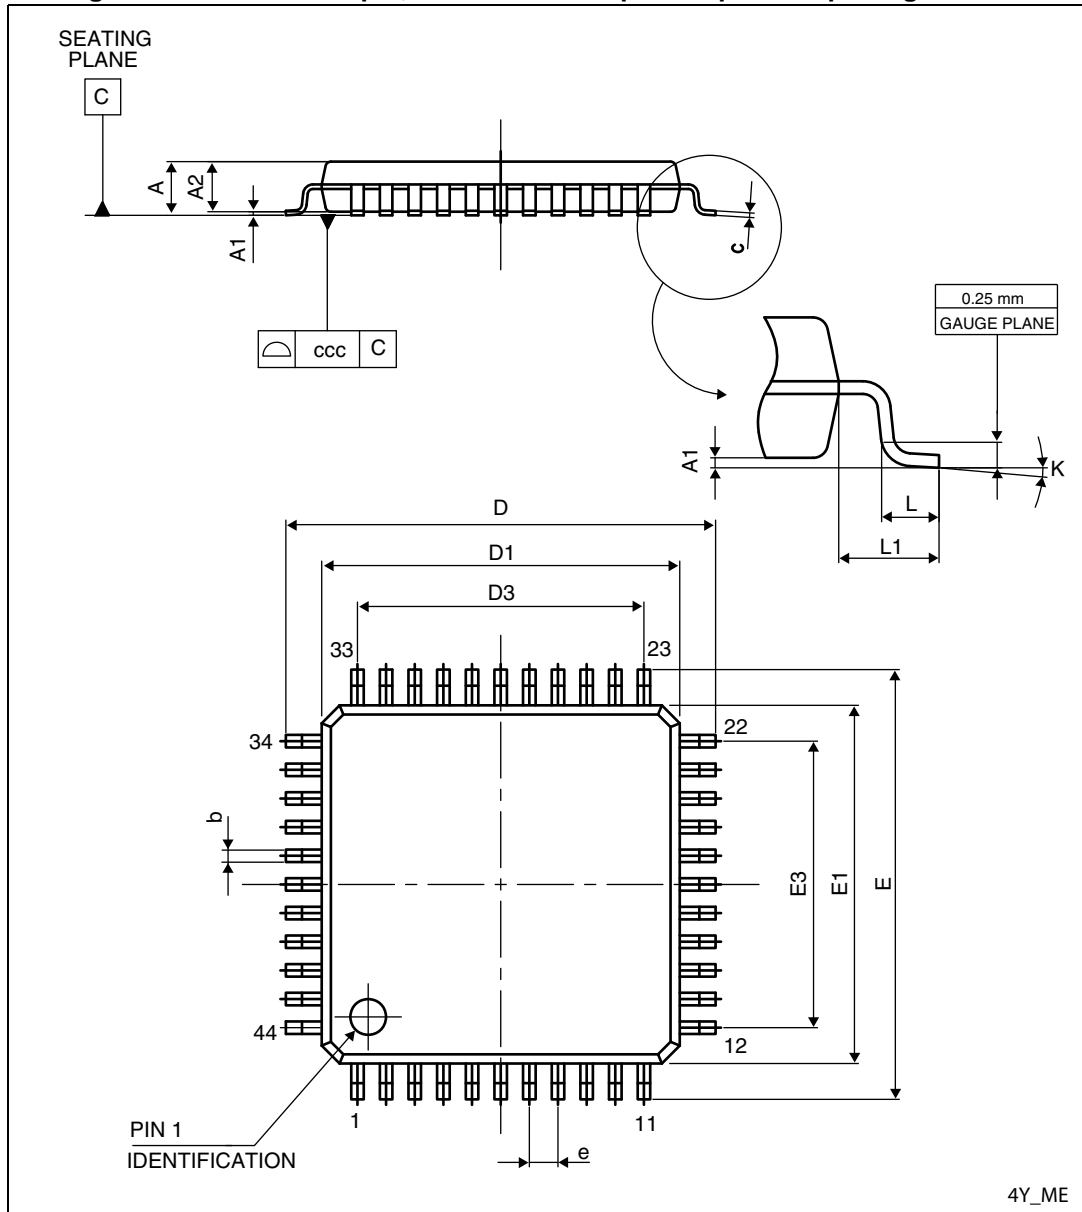 SEATING
PLANE
C
A
A2
A1
c
ccc C
0.25 mm
GAUGE PLANE
A1
K
L
L1
D
D1
D3
33
23
34
22
b
E3
E1
E
44
12
1
11
PIN 1
IDENTIFICATION
e
4Y_ME